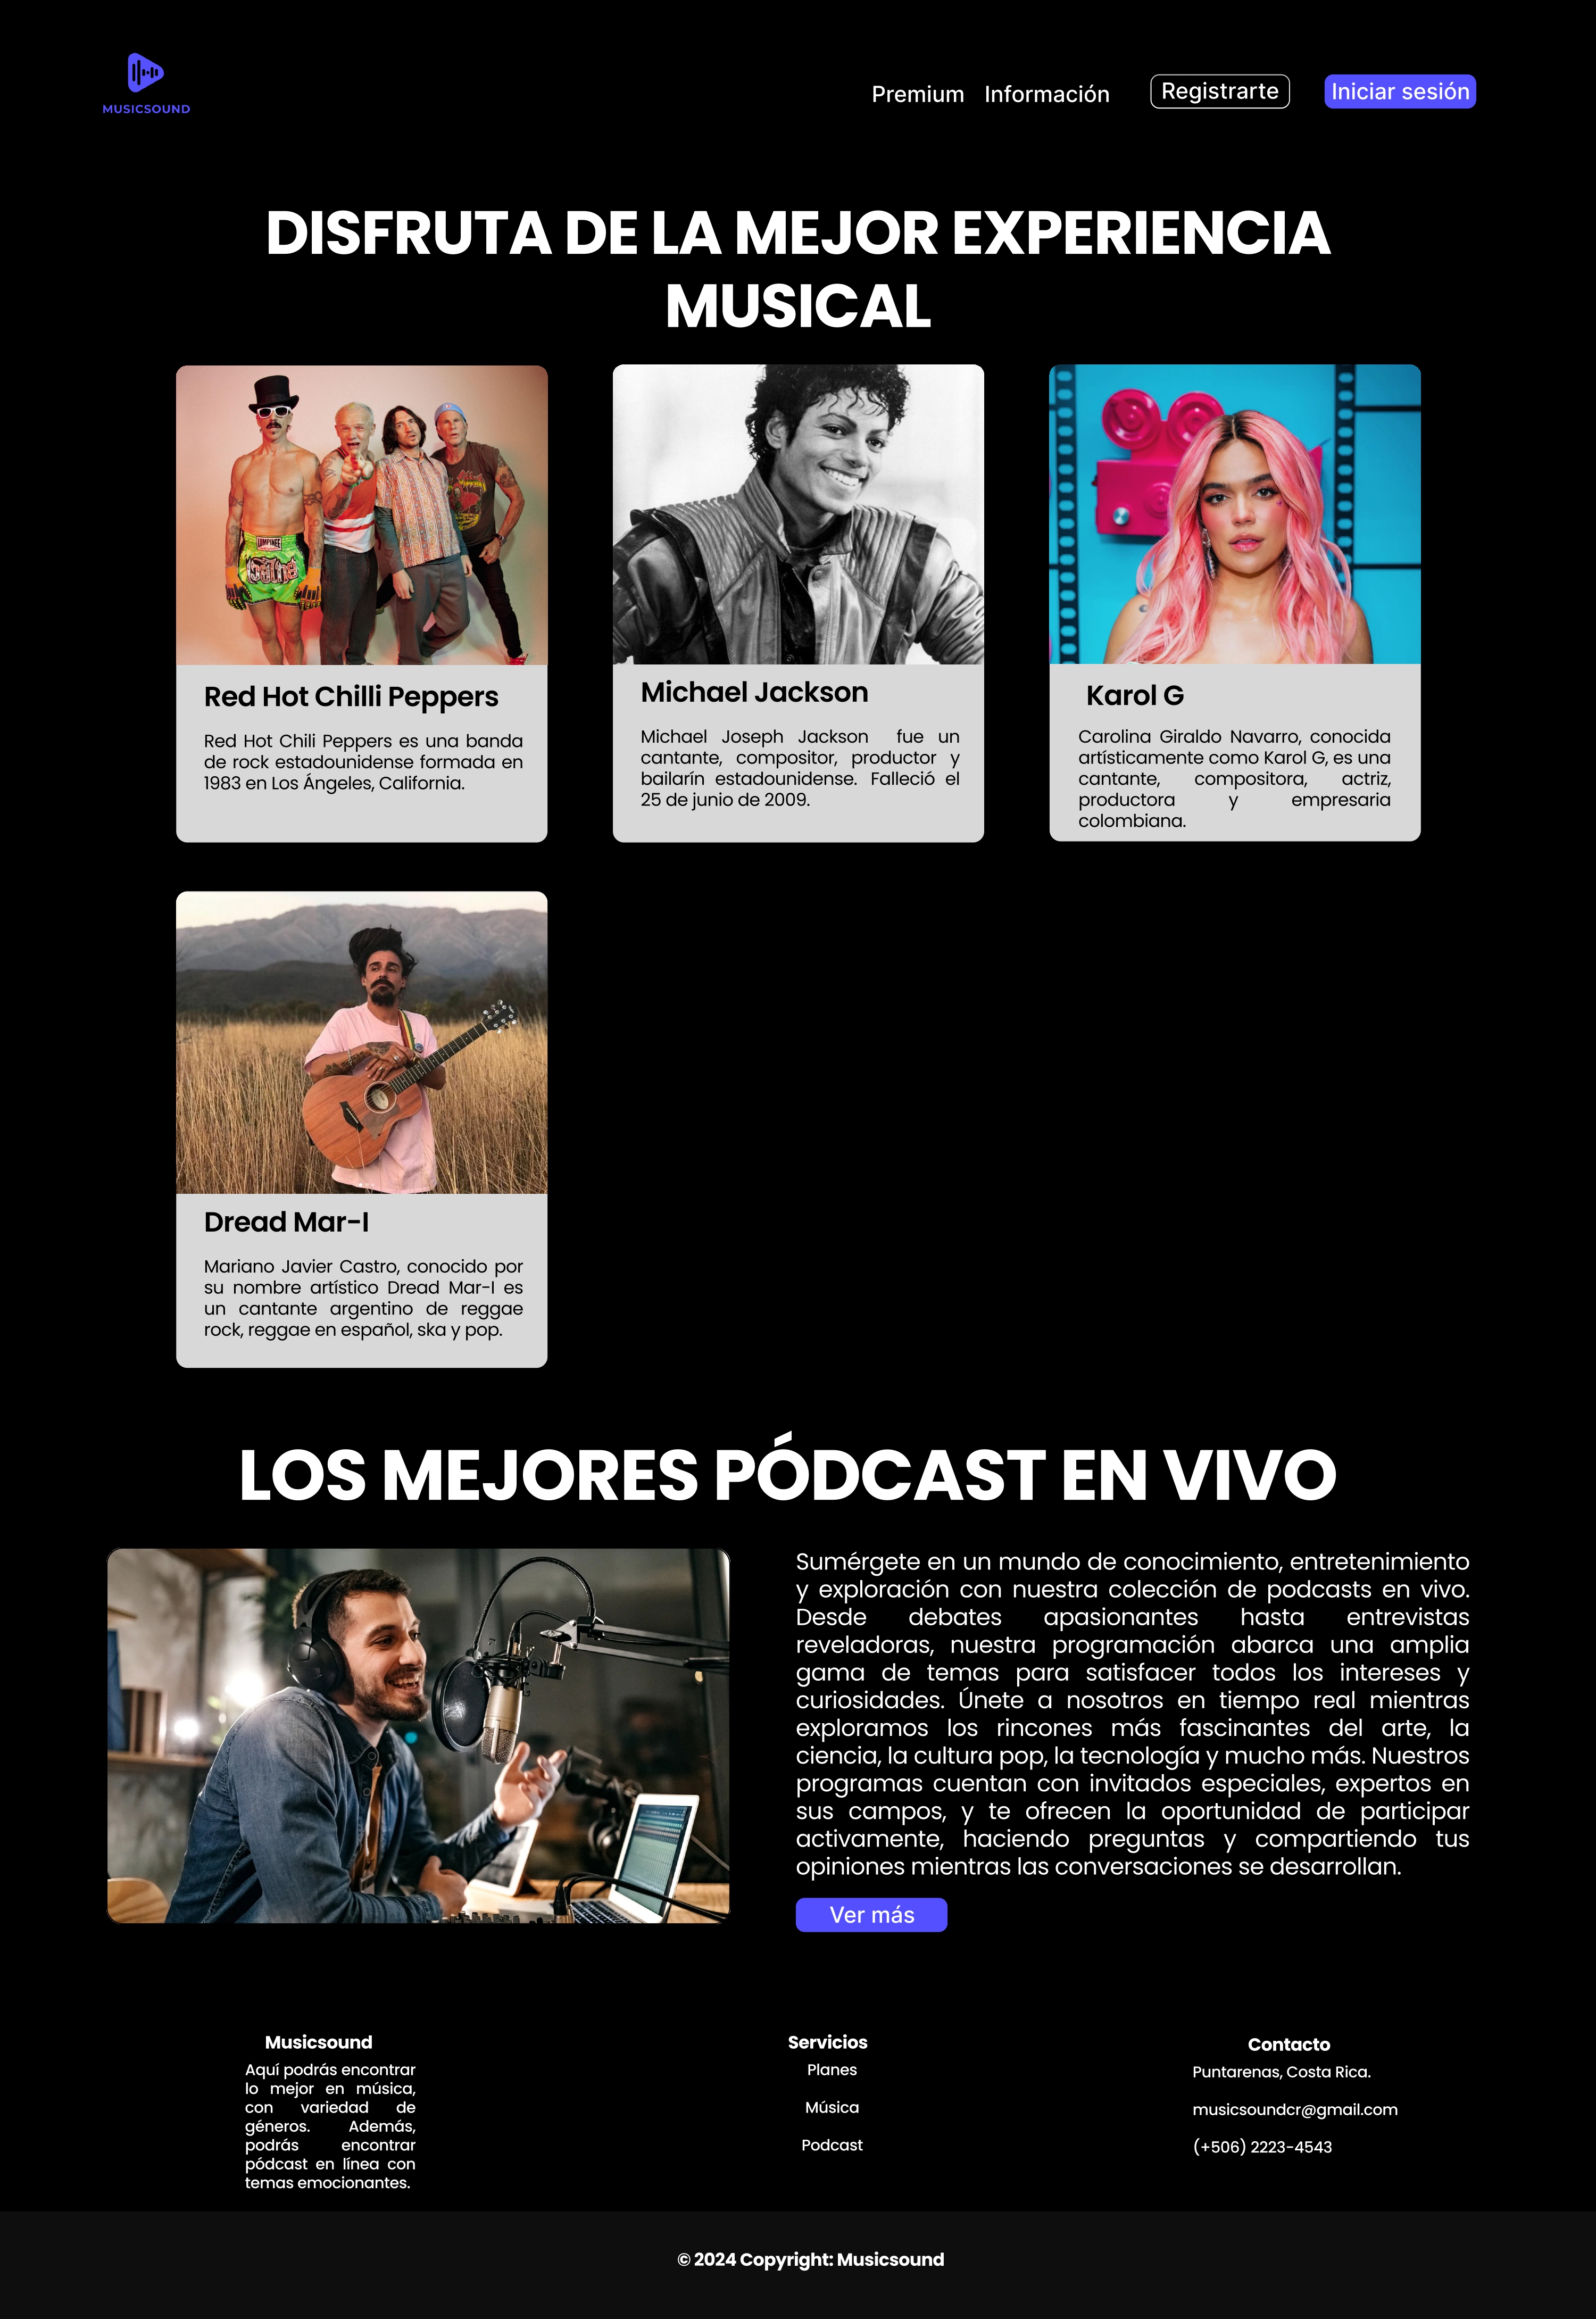 MUSICSOUND
Premium Información Registrarte Iniciar sesión
DISFRUTA DE LA MEJOR EXPERIENCIA
MUSICAL
LUMPINEE
Red Hot Chilli Peppers
Red Hot Chili Peppers es una banda
de rock estadounidense formada en
1983 en Los Ángeles, California.
Michael Jackson
Michael Joseph Jackson fue un
cantante, compositor, productor y
bailarín estadounidense. Falleció el
25 de junio de 2009.
Karol G
Carolina Giraldo Navarro, conocida
artísticamente como Karol G, es una
cantante, compositora, actriz,
productora y empresaria
colombiana.
Dread Mar-I
Mariano Javier Castro, conocido por
su nombre artístico Dread Mar-I es
un cantante argentino de reggae
rock, reggae en español, ska y pop.
LOS MEJORES PÓDCAST EN VIVO
Sumérgete en un mundo de conocimiento, entretenimiento
y exploración con nuestra colección de podcasts en vivo.
Desde debates apasionantes hasta entrevistas
reveladoras, nuestra programación abarca una amplia
gama de temas para satisfacer todos los intereses y
curiosidades. Únete a nosotros en tiempo real mientras
exploramos los rincones más fascinantes del arte, la
ciencia, la cultura pop, la tecnología y mucho más. Nuestros
programas cuentan con invitados especiales, expertos en
sus campos, y te ofrecen la oportunidad de participar
activamente, haciendo preguntas y compartiendo tus
opiniones mientras las conversaciones se desarrollan.
Ver más
Musicsound
Aquí podrás encontrar
lo mejor en música,
con variedad de
géneros. Además,
podrás encontrar
pódcast en línea con
temas emocionantes.
Servicios
Planes
Música
Podcast
Contacto
Puntarenas, Costa Rica.
musicsoundcr@gmail.com
(+506) 2223-4543
© 2024 Copyright: Musicsound